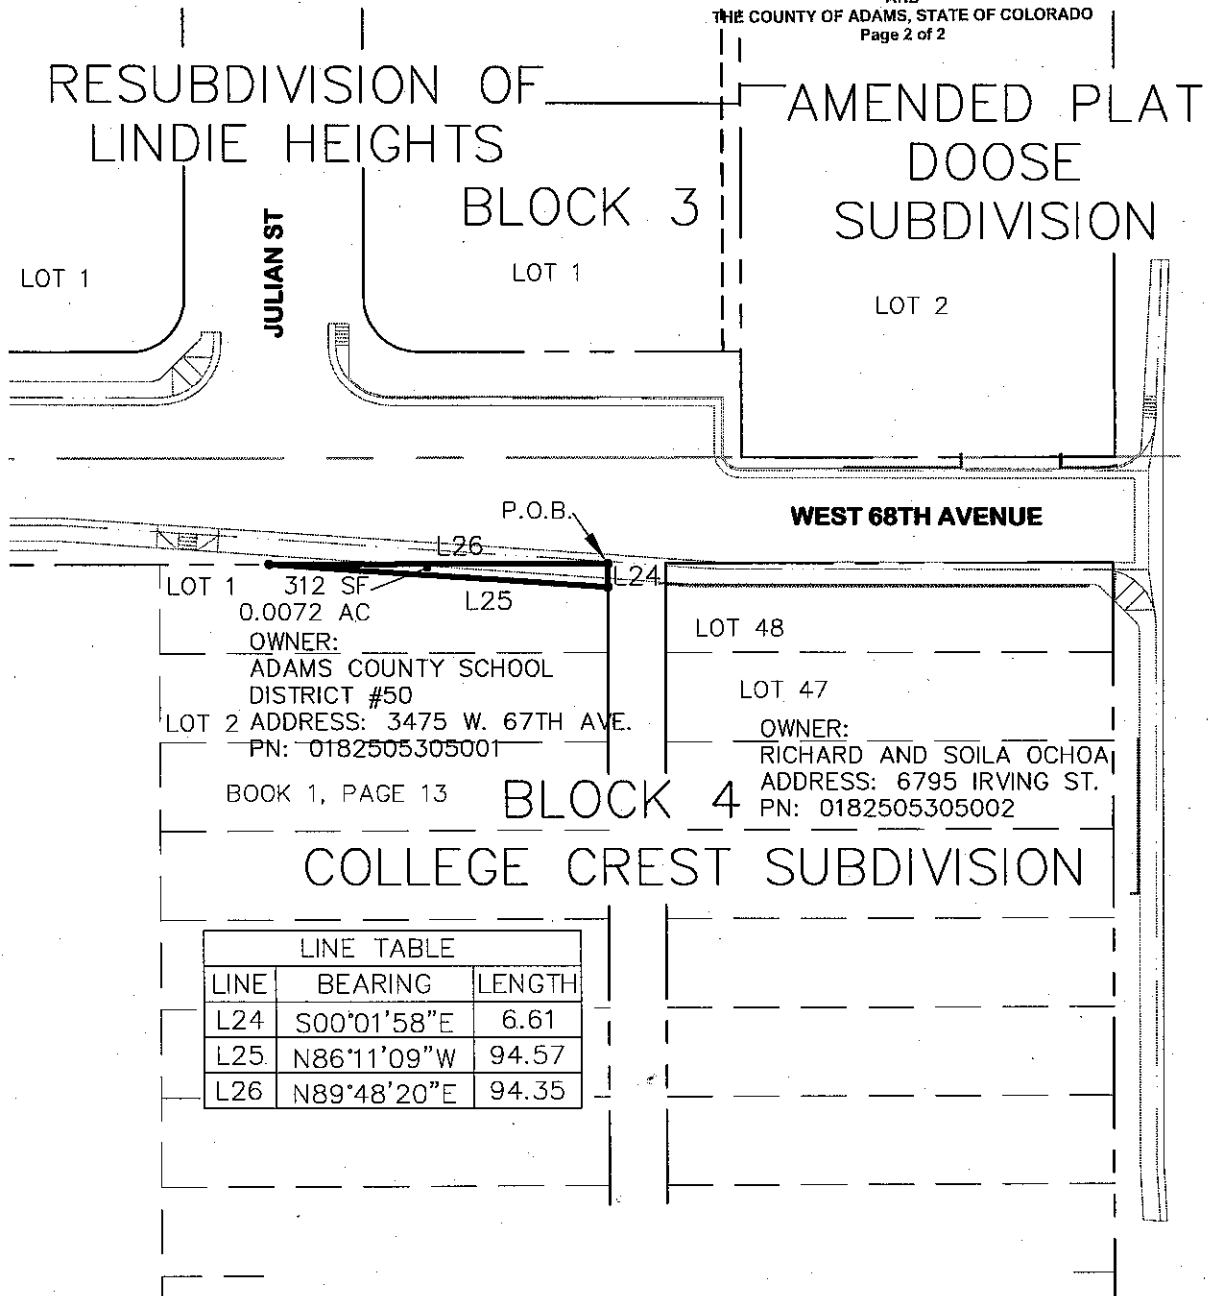 THE COUNTY OF ADAMS, STATE OF COLORADO
Page 2 of 2
RESUBDIVISION OF
LINDIE HEIGHTS
AMENDED PLAT
DOOSE
SUBDIVISION
BLOCK 3
JULIAN ST
LOT 1
LOT 1
LOT 2
P.O.B.
WEST 68TH AVENUE
L26
L24
L25
LOT 1
312 SF
0.0072 AC
OWNER:
ADAMS COUNTY SCHOOL
DISTRICT #50
LOT 2
ADDRESS: 3475 W. 67TH AVE.
PN: 0182505305001
BOOK 1, PAGE 13
LOT 48
LOT 47
OWNER:
RICHARD AND SOILA OCHOA
ADDRESS: 6795 IRVING ST.
PN: 0182505305002
BLOCK 4
COLLEGE CREST SUBDIVISION
LINE TABLE
LINE BEARING LENGTH
L24 S00°01'58"E 6.61
L25 N86°11'09"W 94.57
L26 N89°48'20"E 94.35